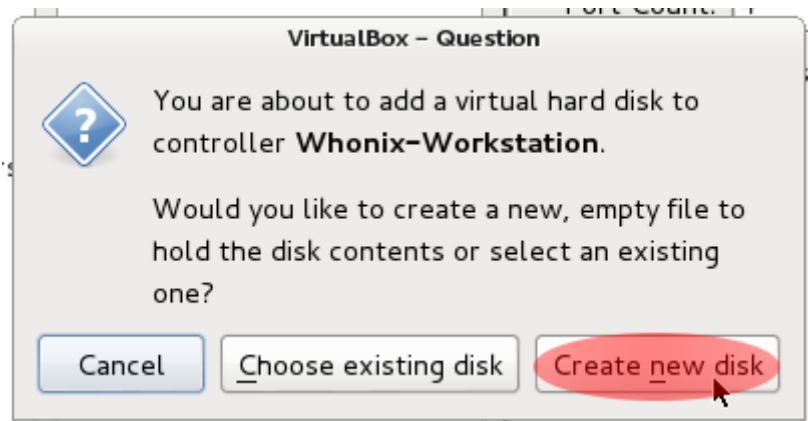 VirtualBox – Question
You are about to add a virtual hard disk to
controller Whonix-Workstation.
Would you like to create a new, empty file to
hold the disk contents or select an existing
one?
Cancel
Choose existing disk
Create new disk